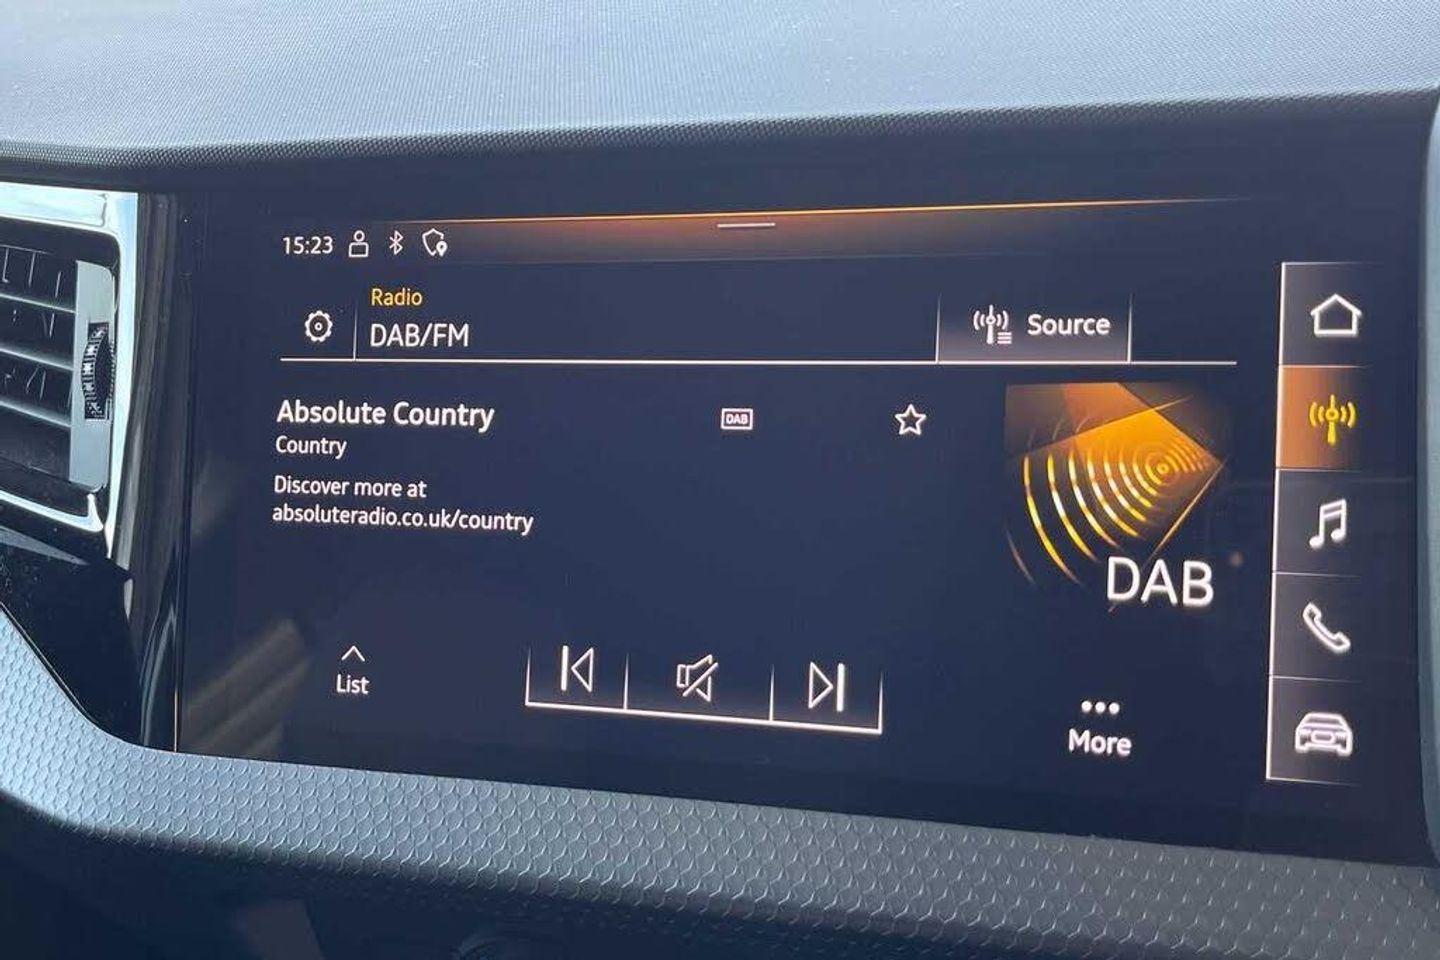 15:23
Radio
DAB/FM
Source
Absolute Country
DAB
Country
Discover more at
absoluteradio.co.uk/country
DAB
List
More